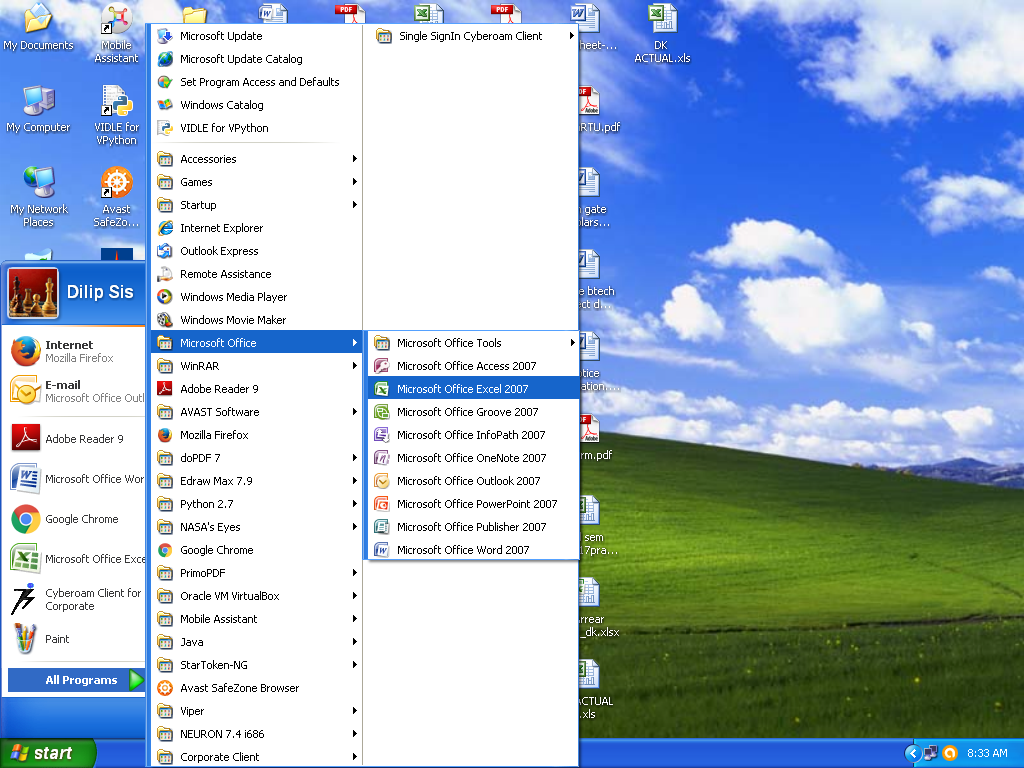 My Documents
Mobile
Assistant
My Computer
VIDLE for
VPython
My Network
Places
Avast
SafeZo...
PDF
PDF
heet-...
DK
ACTUAL.xls
RTU.pdf
gate
lars...
e btech
ct d...
tice
ation....
rm.pdf
sem
17pra...
rrear
_dk.xlsx
CTUAL
.xls
Dilip Sis
Internet
Mozilla Firefox
E-mail
Microsoft Office Outl
Adobe Reader 9
Microsoft Office Wor
Google Chrome
Microsoft Office Exce
Cyberoam Client for
Corporate
Paint
All Programs
start
Microsoft Update
Microsoft Update Catalog
Set Program Access and Defaults
Windows Catalog
VIDLE for VPython
Accessories
Games
Startup
Internet Explorer
Outlook Express
Remote Assistance
Windows Media Player
Windows Movie Maker
Microsoft Office
WinRAR
Adobe Reader 9
AVAST Software
Mozilla Firefox
doPDF 7
Edraw Max 7.9
Python 2.7
NASA's Eyes
Google Chrome
PrimoPDF
Oracle VM VirtualBox
Mobile Assistant
Java
StarToken-NG
Avast SafeZone Browser
Viper
NEURON 7.4 i686
Corporate Client
Single SignIn Cyberoam Client
Microsoft Office Tools
Microsoft Office Access 2007
Microsoft Office Excel 2007
Microsoft Office Groove 2007
Microsoft Office InfoPath 2007
Microsoft Office OneNote 2007
Microsoft Office Outlook 2007
Microsoft Office PowerPoint 2007
Microsoft Office Publisher 2007
Microsoft Office Word 2007
8:33 AM